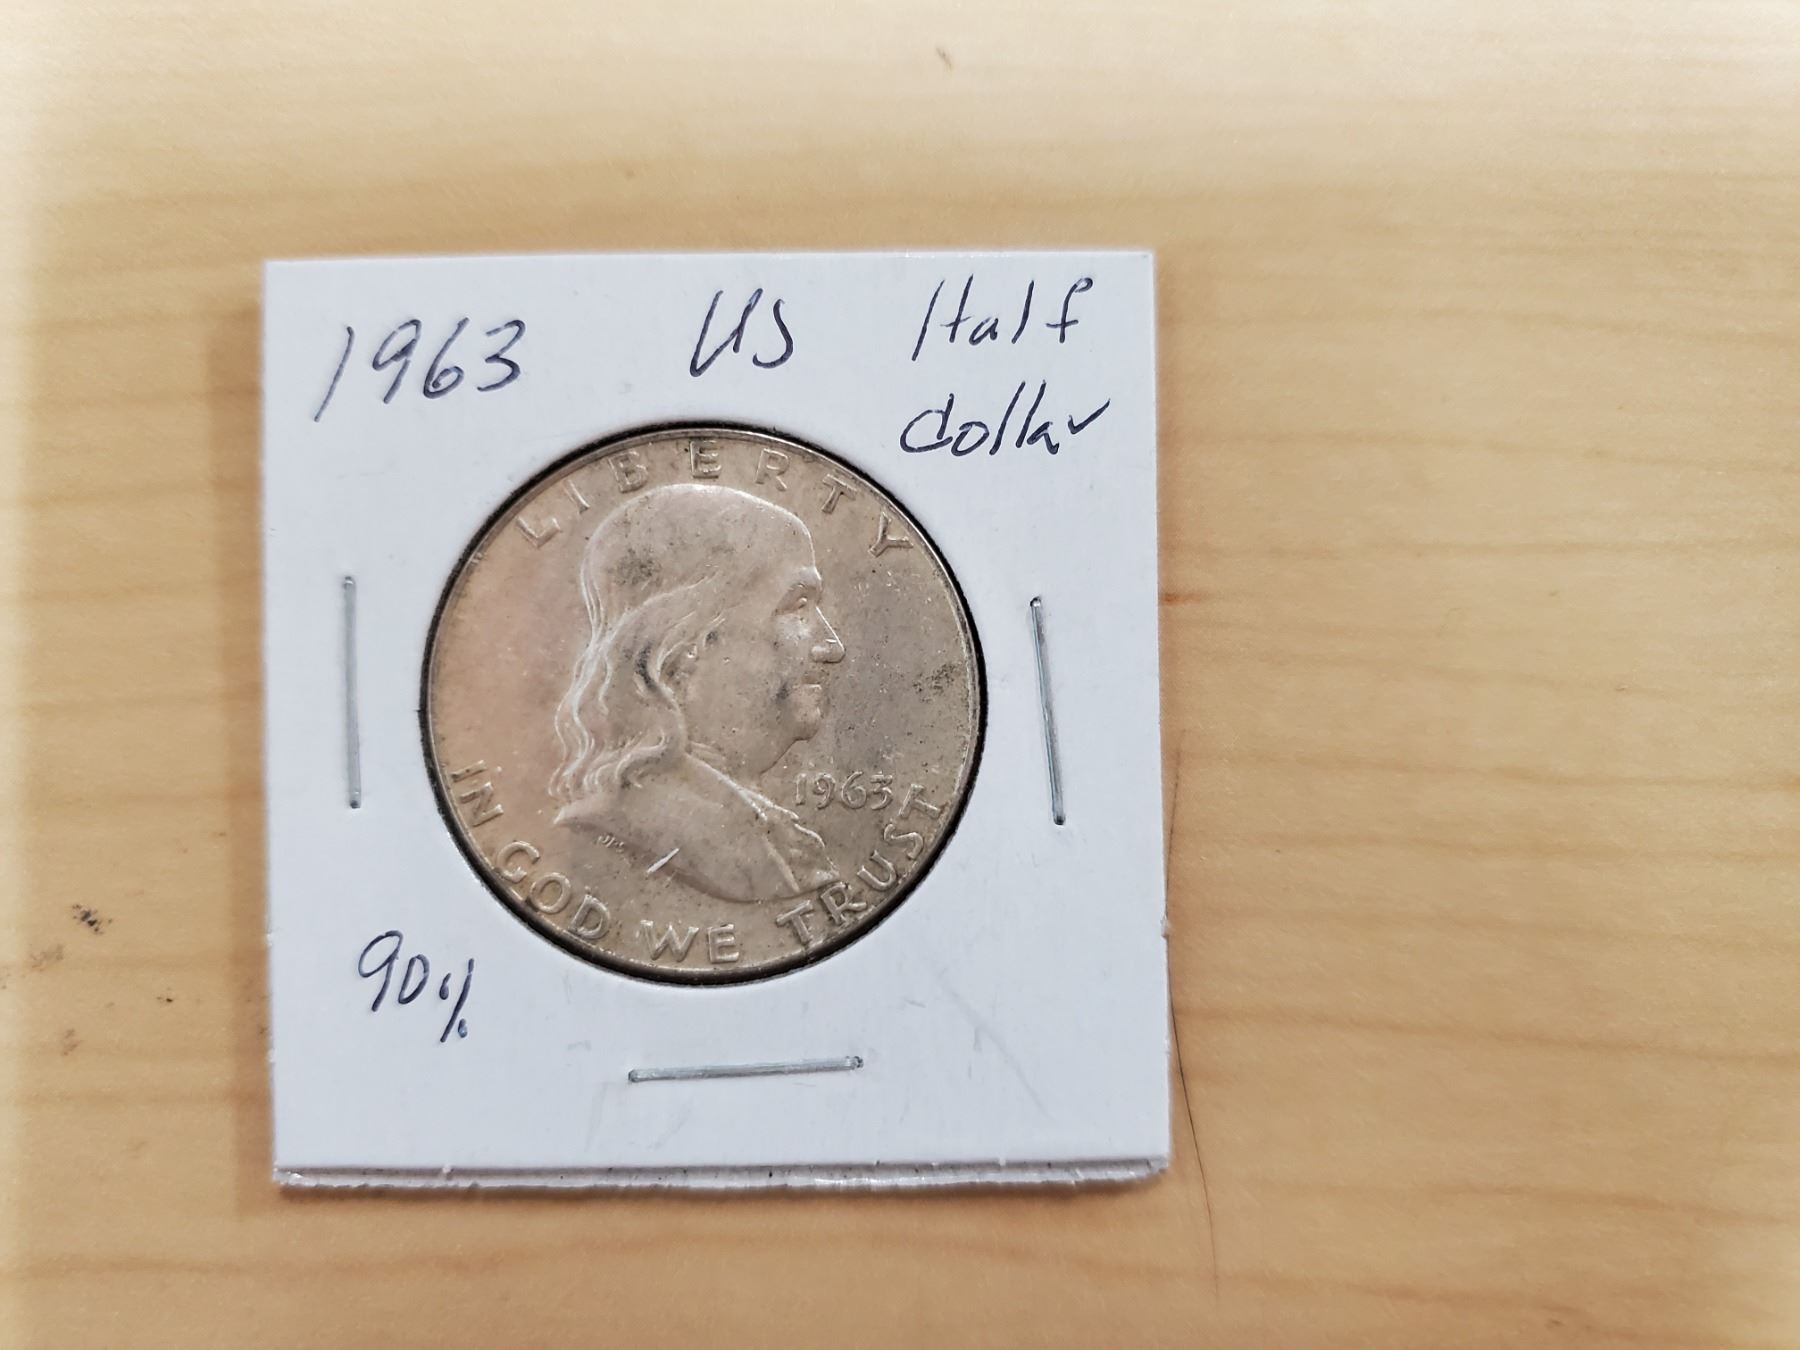 1963 US Half
dollar
LIBERTY
1963
IN GOD WE TRUST
90%